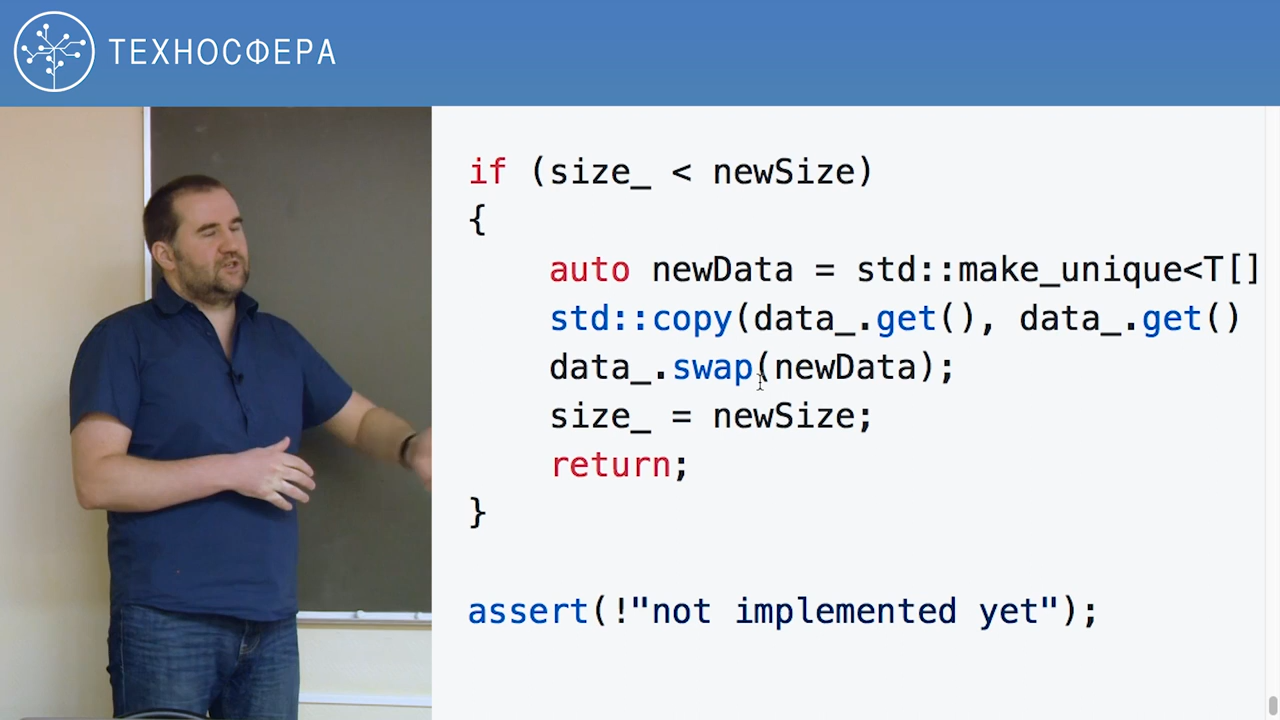 ТЕХНОСФЕРА
if (size_ < newSize)
{
    auto newData = std::make_unique<T[]
    std::copy(data_.get(), data_.get()
    data_.swap(newData);
    size_ = newSize;
    return;
}
assert(!"not implemented yet");